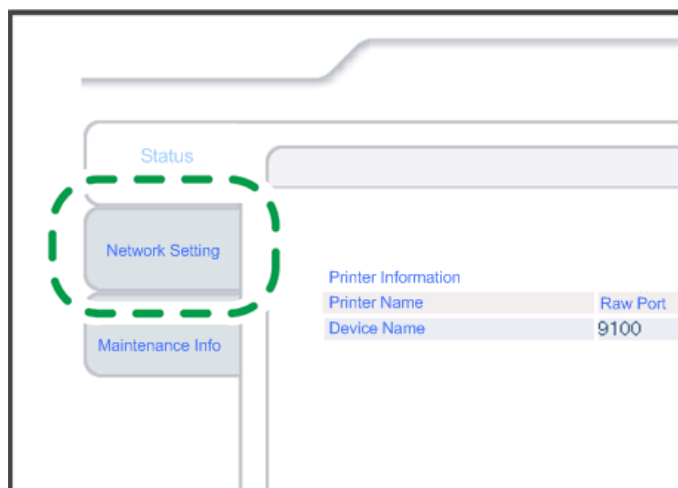 Status
Network Setting
Maintenance Info
Printer Information
Printer Name Raw Port
Device Name 9100